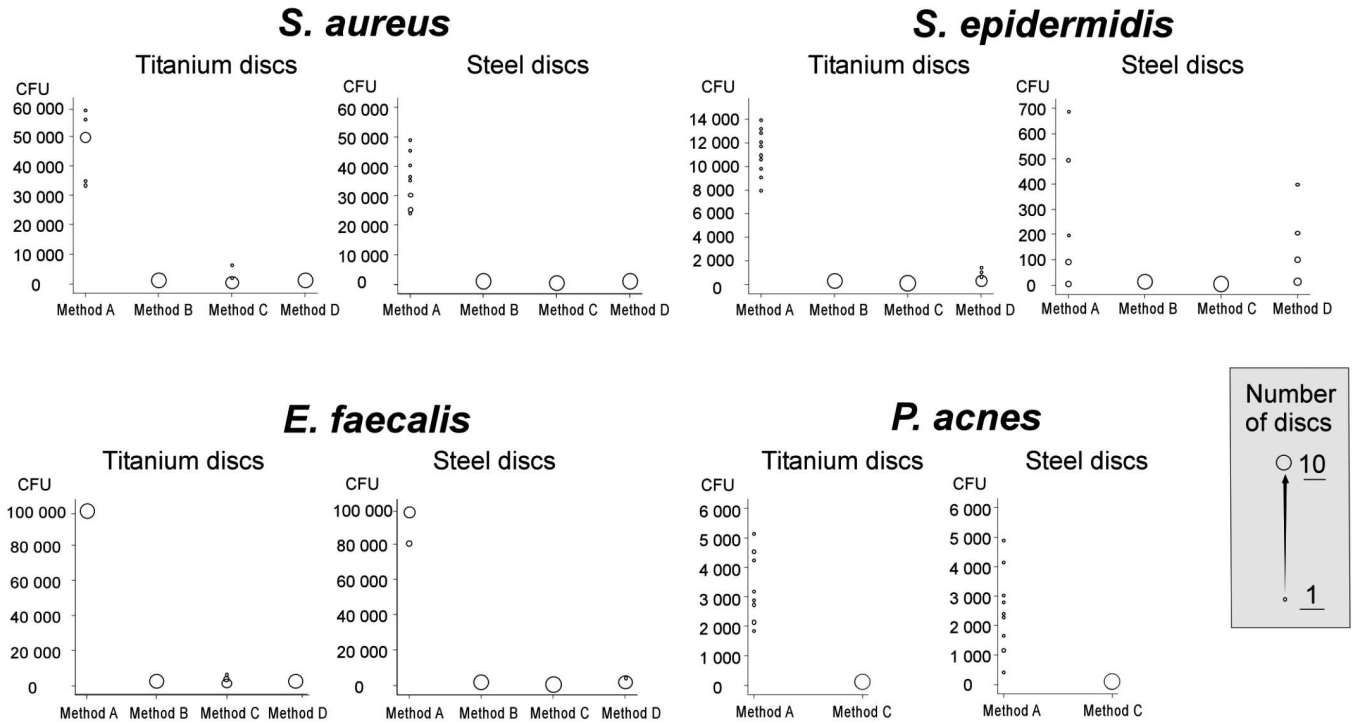 S. aureus
Titanium discs
CFU
60 000
50 000
40 000
30 000
20 000
10 000
0
Method A Method B Method C Method D
Steel discs
CFU
60 000
50 000
40 000
30 000
20 000
10 000
0
Method A Method B Method C Method D
S. epidermidis
Titanium discs
CFU
14 000
12 000
10 000
8 000
6 000
4 000
2 000
0
Method A Method B Method C Method D
Steel discs
CFU
700
600
500
400
300
200
100
0
Method A Method B Method C Method D
E. faecalis
Titanium discs
CFU
100 000
80 000
60 000
40 000
20 000
0
Method A Method B Method C Method D
Steel discs
CFU
100 000
80 000
60 000
40 000
20 000
0
Method A Method B Method C Method D
P. acnes
Titanium discs
CFU
6 000
5 000
4 000
3 000
2 000
1 000
0
Method A Method C
Steel discs
CFU
6 000
5 000
4 000
3 000
2 000
1 000
0
Method A Method C
Number
of discs
10
1